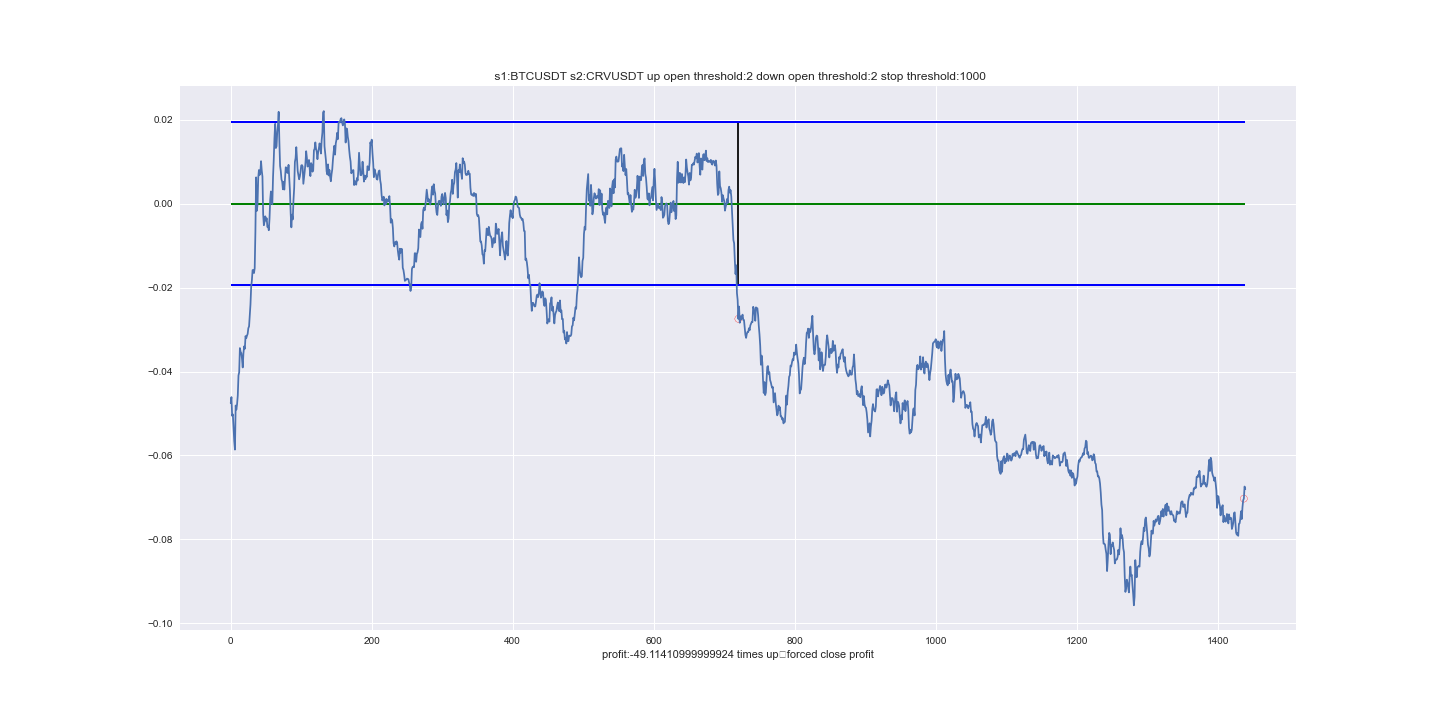 s1:BTCUSDT s2:CRVUSDT up open threshold:2 down open threshold:2 stop threshold:1000
0.02
0.00
−0.02
−0.04
−0.06
−0.08
−0.10
0 200 400 600 800 1000 1200 1400
profit:-49.11410999999924 times up□forced close profit